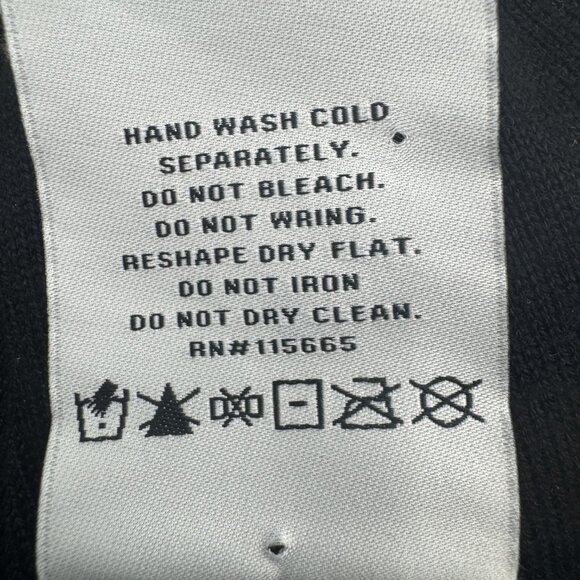 HAND WASH COLD
SEPARATELY.
DO NOT BLEACH.
DO NOT WRING.
RESHAPE DRY FLAT.
DO NOT IRON
DO NOT DRY CLEAN.
RN#115665